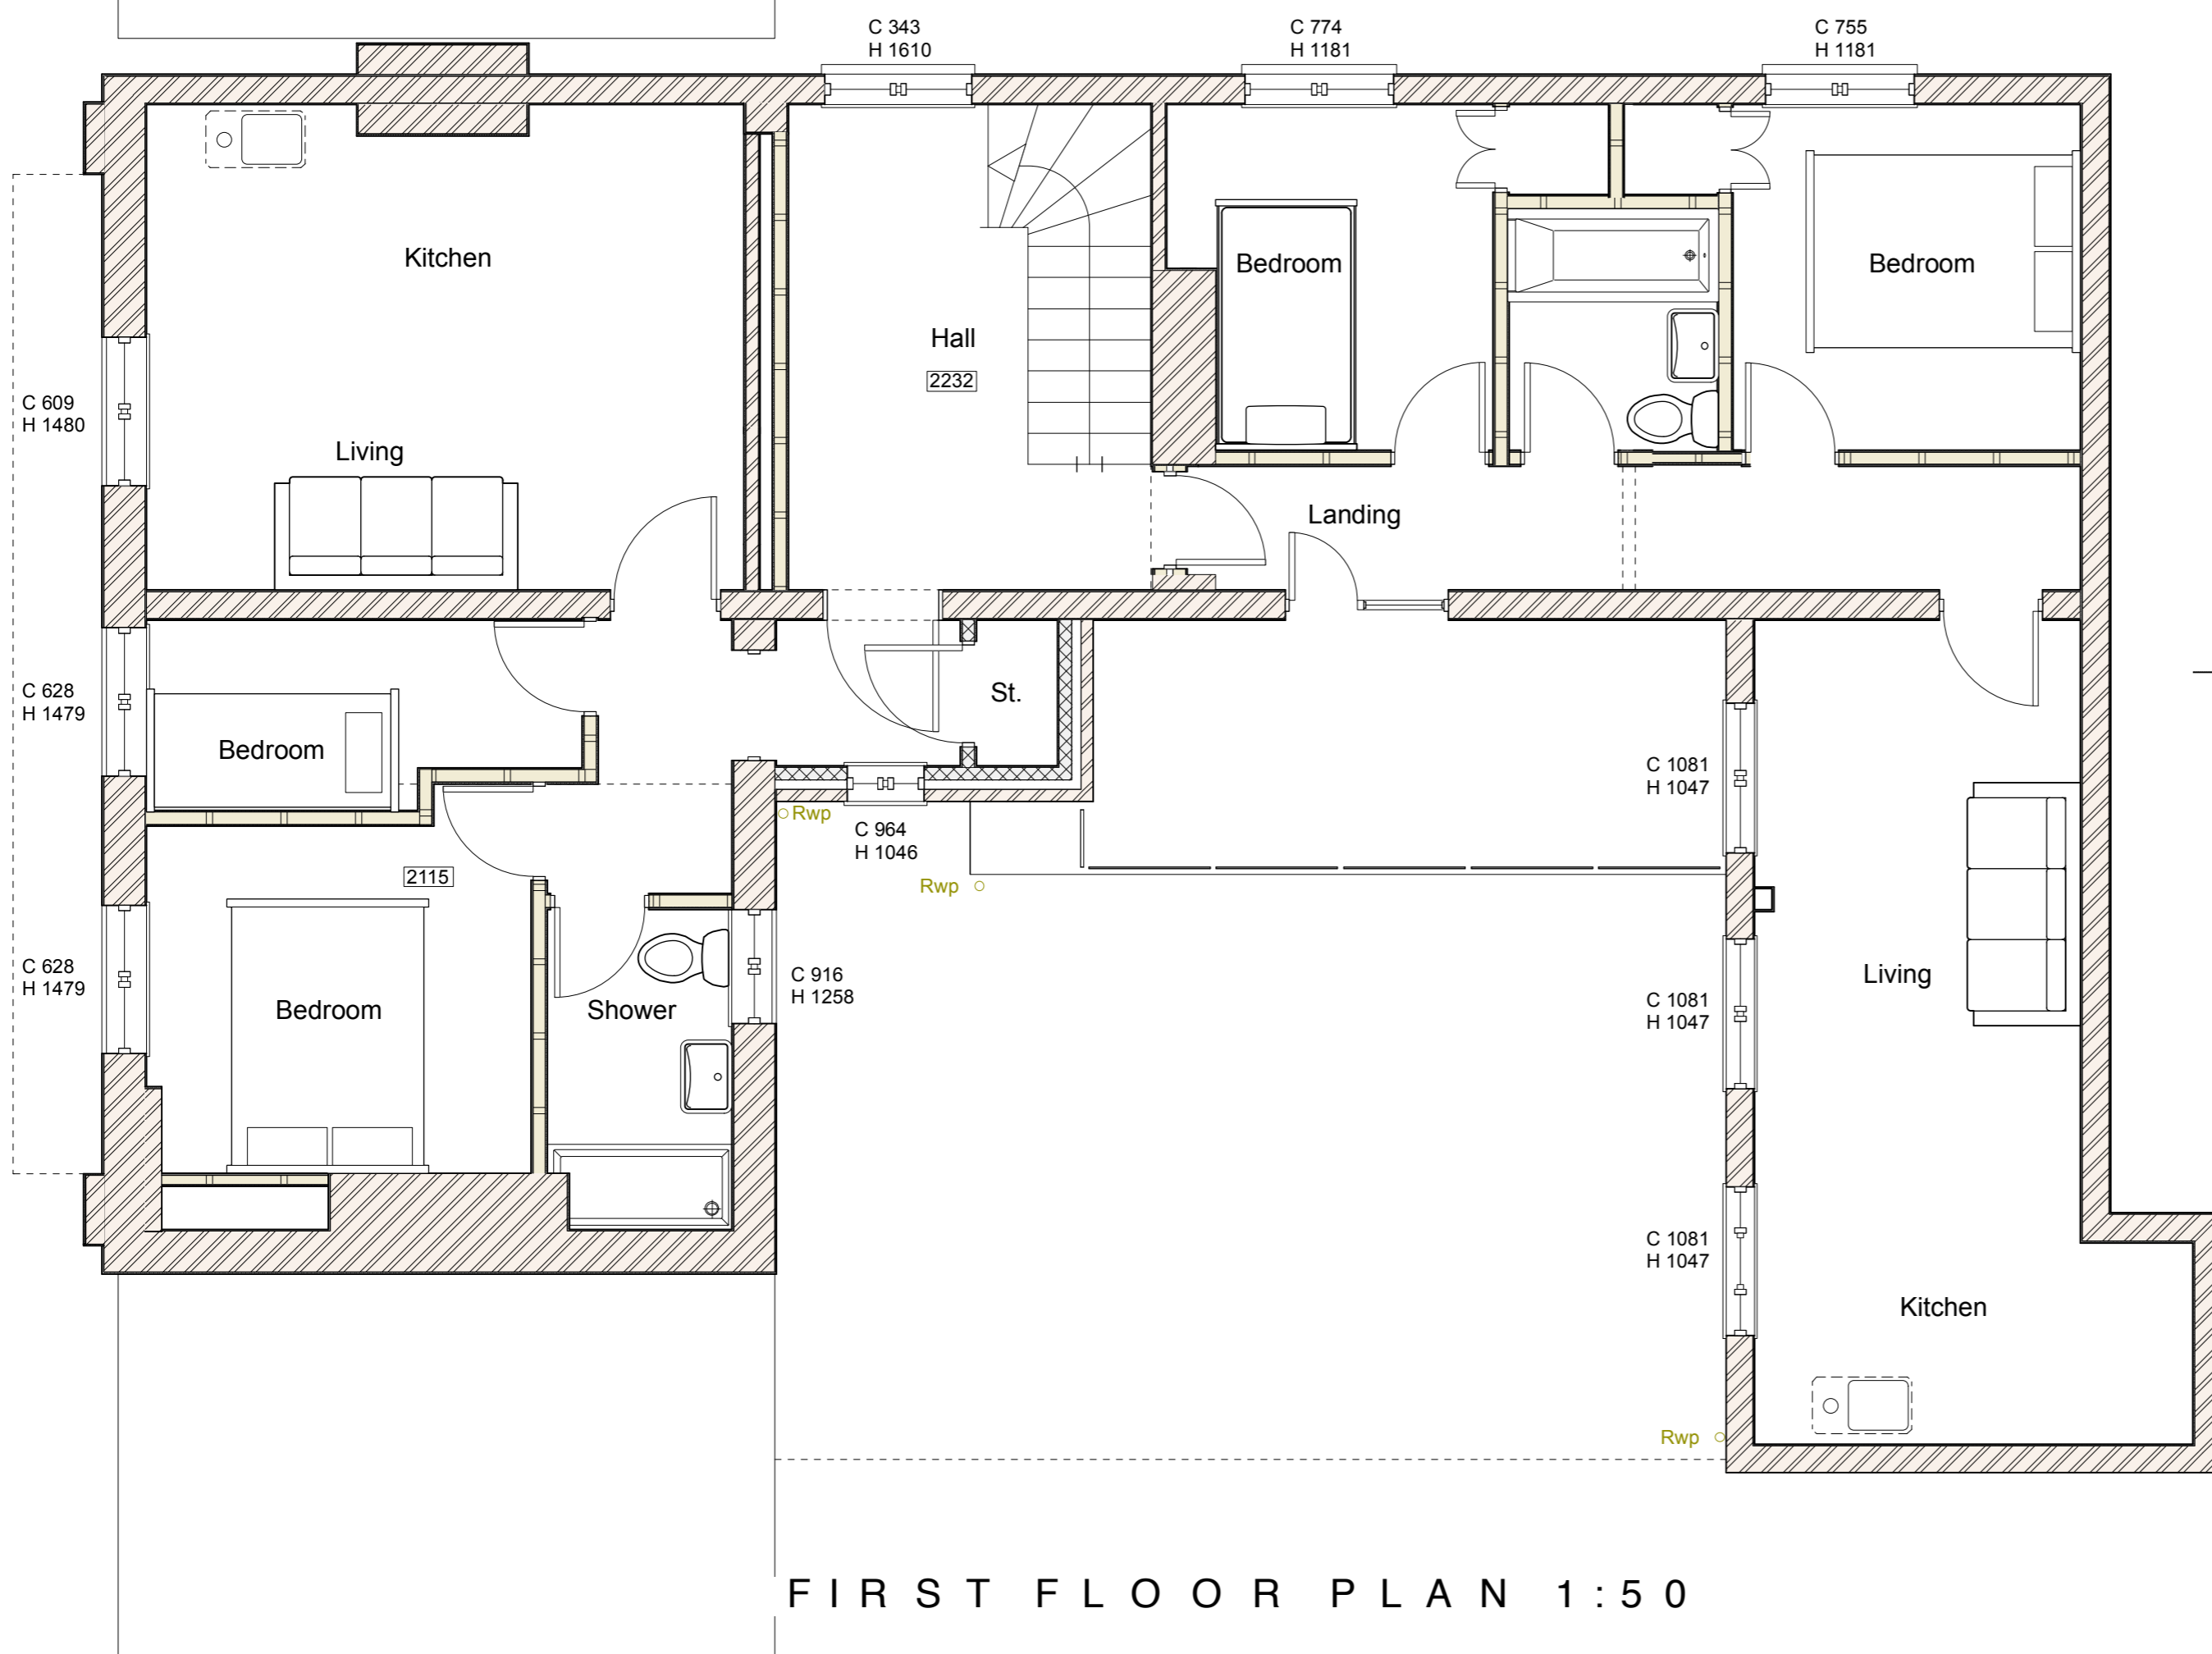 C 343
H 1610
C 774
H 1181
C 755
H 1181
Kitchen
Bedroom
Bedroom
Hall
2232
C 609
H 1480
Living
Landing
C 628
H 1479
Bedroom
St.
C 1081
H 1047
Rwp
C 964
H 1046
2115
Rwp
C 628
H 1479
Bedroom
Shower
C 916
H 1258
C 1081
H 1047
Living
C 1081
H 1047
Kitchen
Rwp
FIRST FLOOR PLAN 1:50